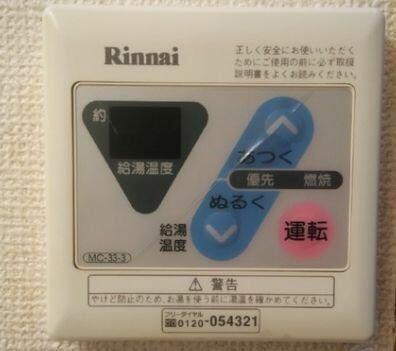 Rinnai
正しく安全にお使いいただく
ためにご使用の前に必ず取扱
説明書をよくお読みください。
約
給湯温度
あつく
優先 燃焼
ぬるく
給湯
温度
運転
MC-33-3
⚠ 警告
やけど防止のため、お湯を使う前に湯温を確かめてください。
フリーダイヤル
0120-054321